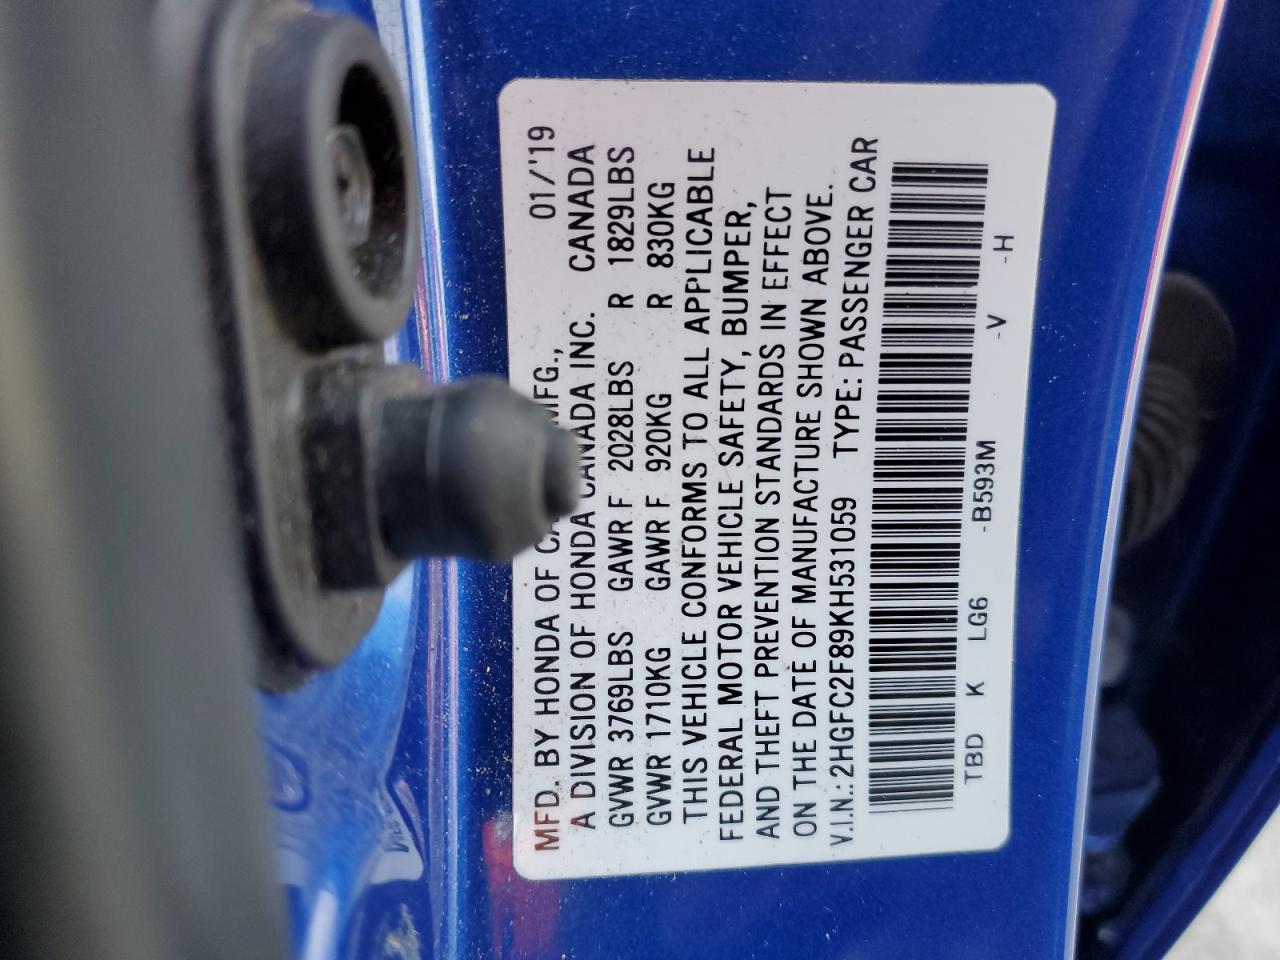 MFD. BY HONDA OF MFG., 01/'19
A DIVISION OF HONDA CANADA INC. CANADA
GVWR 3769LBS GAWR F 2028LBS R 1829LBS
GVWR 1710KG GAWR F 920KG R 830KG
THIS VEHICLE CONFORMS TO ALL APPLICABLE
FEDERAL MOTOR VEHICLE SAFETY, BUMPER,
AND THEFT PREVENTION STANDARDS IN EFFECT
ON THE DATE OF MANUFACTURE SHOWN ABOVE.
V.I.N.: 2HGFC2F89KH531059 TYPE: PASSENGER CAR
TBD K LG6 -B593M -V -H